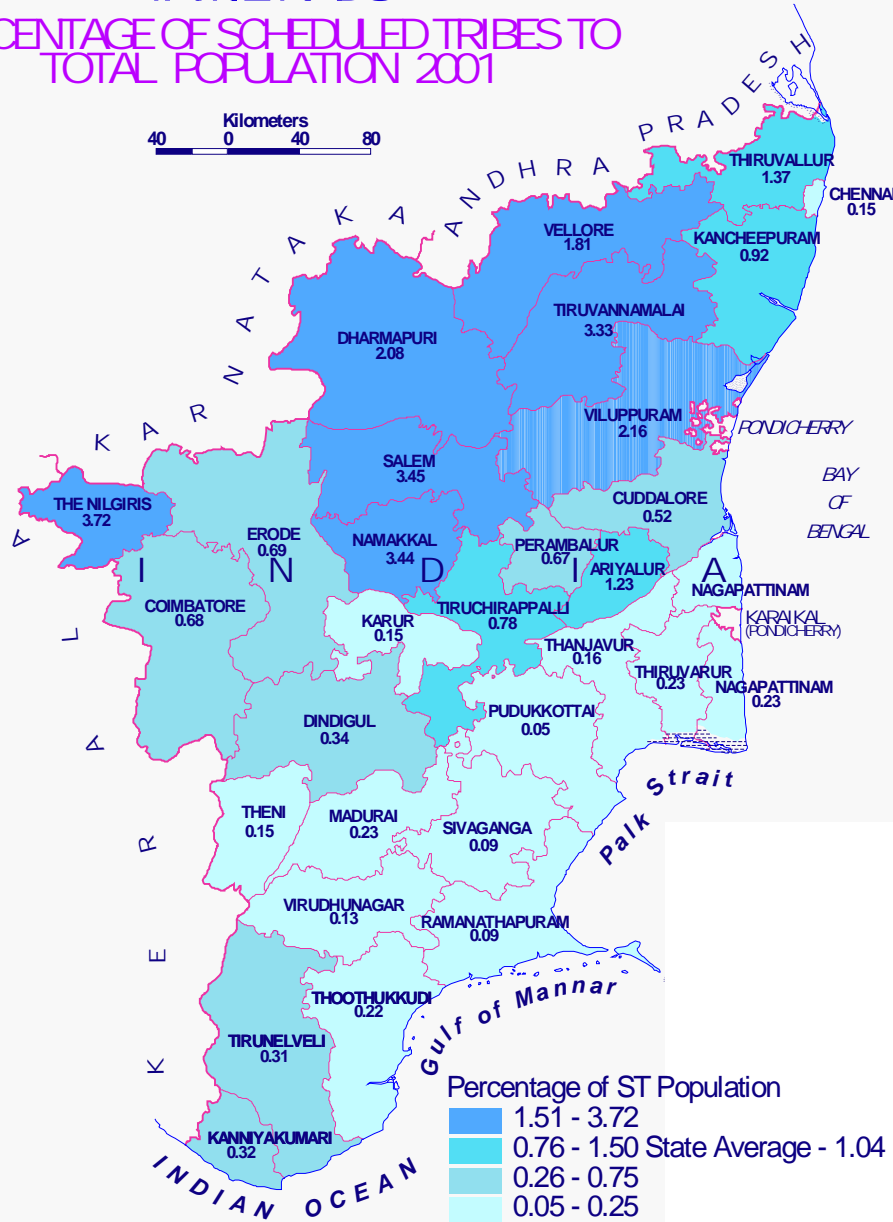 CENTAGE OF SCHEDULED TRIBES TO
TOTAL POPULATION 2001
Kilometers
40 0 40 80
ANDHRA PRADESH
KARNATAKA
KERALA
INDIA
THIRUVALLUR
1.37
CHENNAI
0.15
VELLORE
1.81
KANCHEEPURAM
0.92
TIRUVANNAMALAI
3.33
DHARMAPURI
2.08
VILUPPURAM
2.16
PONDICHERRY
SALEM
3.45
BAY
OF
BENGAL
THE NILGIRIS
3.72
CUDDALORE
0.52
ERODE
0.69
NAMAKKAL
3.44
PERAMBALUR
0.67
ARIYALUR
1.23
NAGAPATTINAM
COIMBATORE
0.68
TIRUCHIRAPPALLI
0.78
KARUR
0.15
KARAIKAL
(PONDICHERRY)
THANJAVUR
0.16
THIRUVARUR
0.23
NAGAPATTINAM
0.23
DINDIGUL
0.34
PUDUKKOTTAI
0.05
Palk Strait
THENI
0.15
MADURAI
0.23
SIVAGANGA
0.09
VIRUDHUNAGAR
0.13
RAMANATHAPURAM
0.09
THOOTHUKKUDI
0.22
Gulf of Mannar
TIRUNELVELI
0.31
KANNIYAKUMARI
0.32
INDIAN OCEAN
Percentage of ST Population
1.51 - 3.72
0.76 - 1.50 State Average - 1.04
0.26 - 0.75
0.05 - 0.25